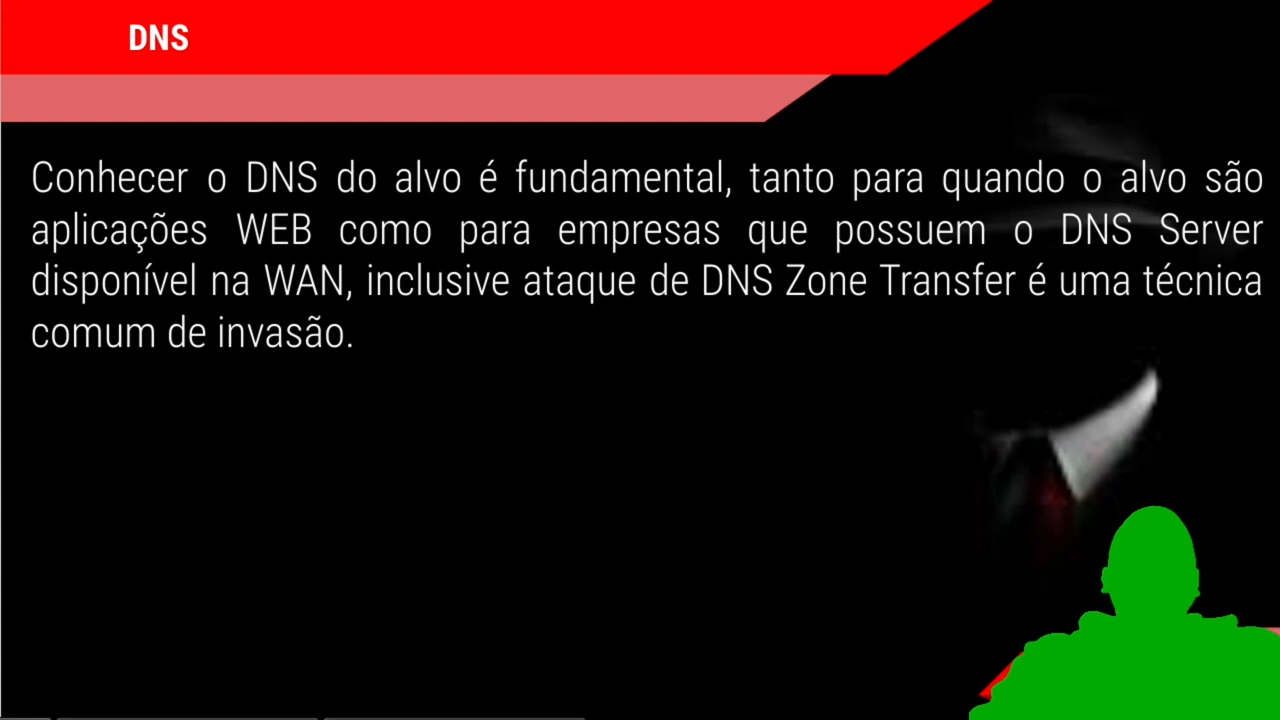 DNS
Conhecer o DNS do alvo é fundamental, tanto para quando o alvo são
aplicações WEB como para empresas que possuem o DNS Server
disponível na WAN, inclusive ataque de DNS Zone Transfer é uma técnica
comum de invasão.